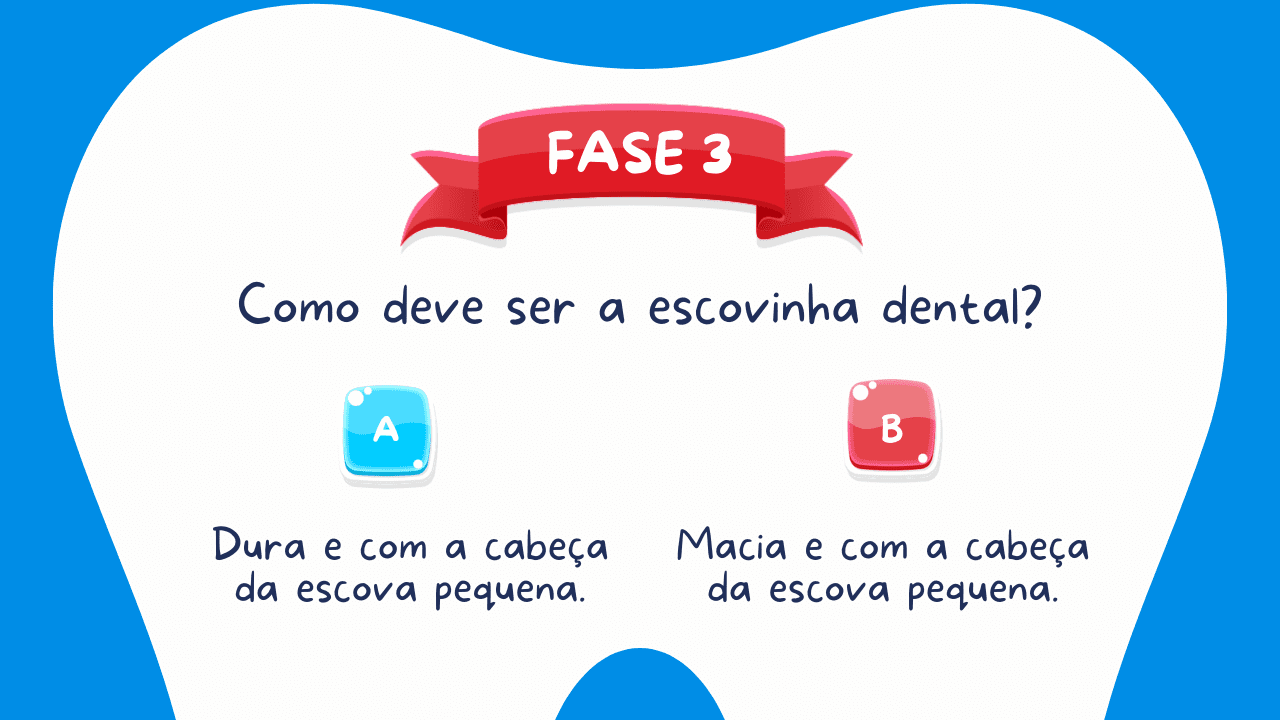 FASE 3
Como deve ser a escovinha dental?
A
Dura e com a cabeça
da escova pequena.
B
Macia e com a cabeça
da escova pequena.